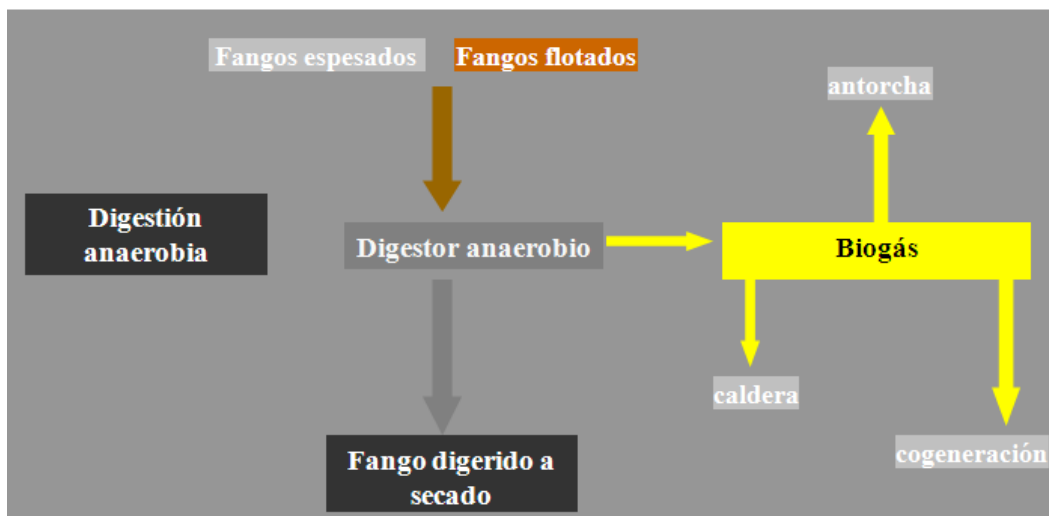 Fangos espesados
Fangos flotados
antorcha
Digestión
anaerobia
Digestor anaerobio
Biogás
caldera
cogeneración
Fango digerido a
secado